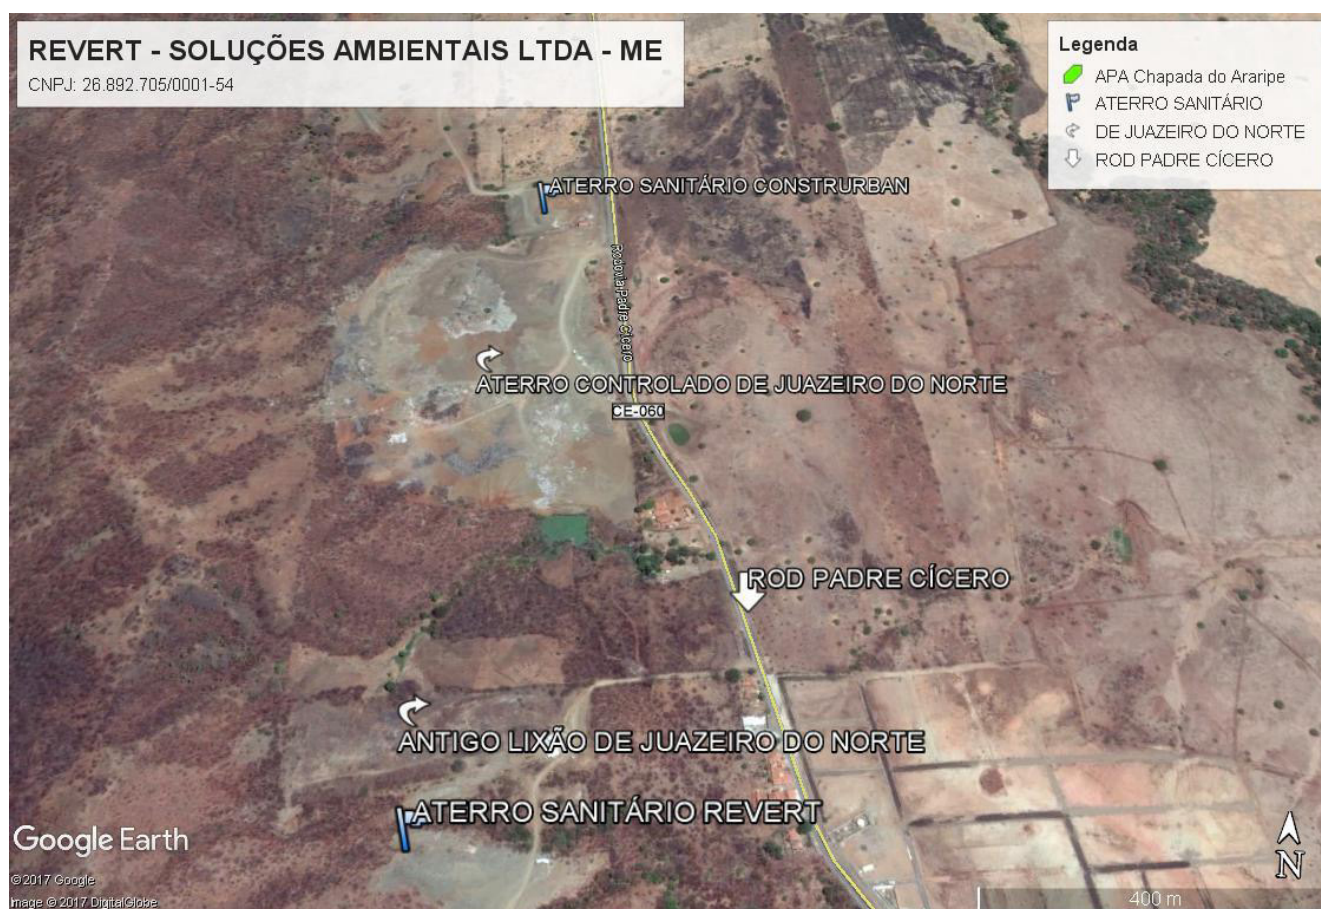 REVERT - SOLUÇÕES AMBIENTAIS LTDA - ME
CNPJ: 26.892.705/0001-54
Legenda
APA Chapada do Araripe
ATERRO SANITÁRIO
DE JUAZEIRO DO NORTE
ROD PADRE CÍCERO
ATERRO SANITÁRIO CONSTRURBAN
Rodovia Padre Cícero
ATERRO CONTROLADO DE JUAZEIRO DO NORTE
CE-060
ROD PADRE CÍCERO
ANTIGO LIXÃO DE JUAZEIRO DO NORTE
ATERRO SANITÁRIO REVERT
Google Earth
©2017 Google
Image © 2017 DigitalGlobe
N
400 m